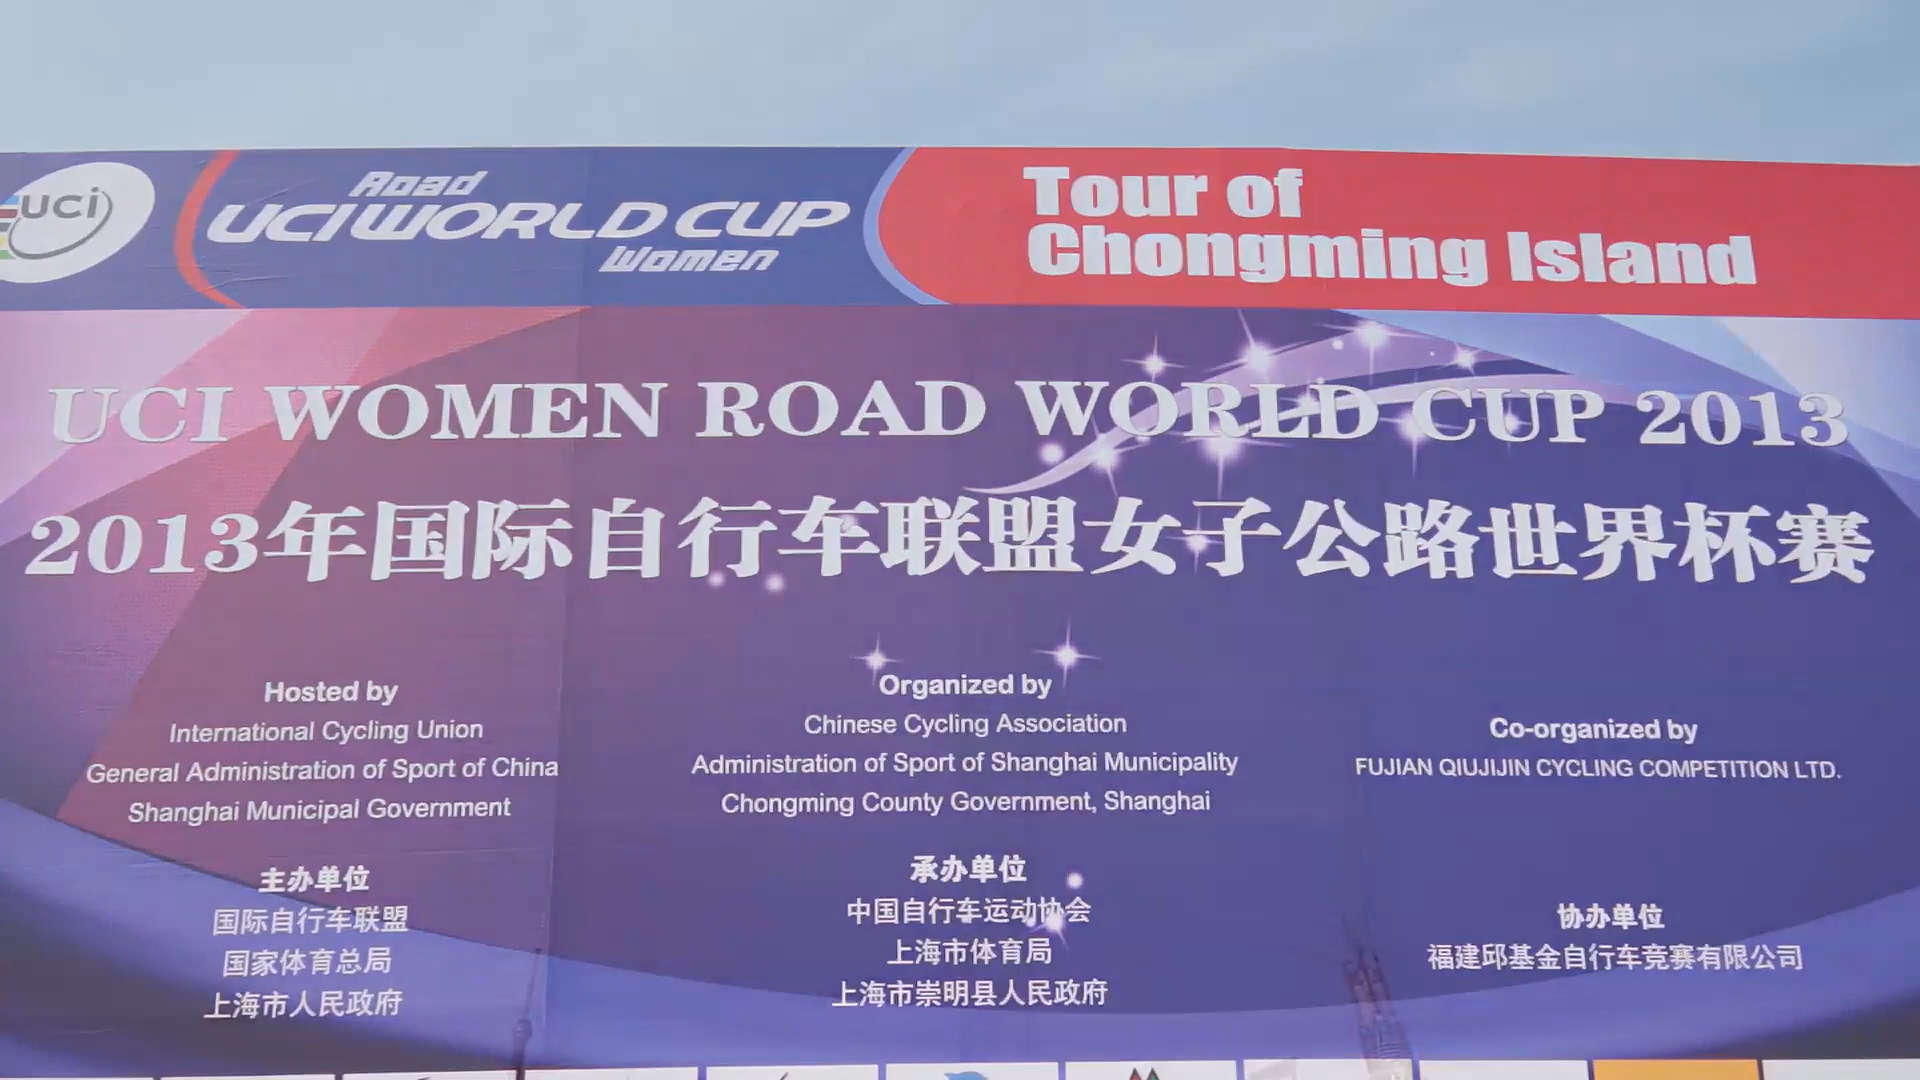 UCI
Road
UCI WORLD CUP
Women
Tour of
Chongming Island
UCI WOMEN ROAD WORLD CUP 2013
2013年国际自行车联盟女子公路世界杯赛
Hosted by
International Cycling Union
General Administration of Sport of China
Shanghai Municipal Government
主办单位
国际自行车联盟
国家体育总局
上海市人民政府
Organized by
Chinese Cycling Association
Administration of Sport of Shanghai Municipality
Chongming County Government, Shanghai
承办单位
中国自行车运动协会
上海市体育局
上海市崇明县人民政府
Co-organized by
FUJIAN QIUJIJIN CYCLING COMPETITION LTD.
协办单位
福建邱基金自行车竞赛有限公司